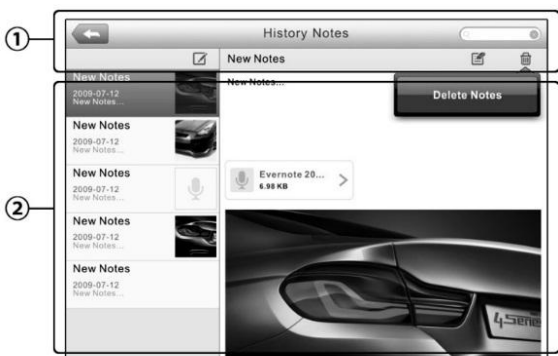 ①
History Notes
New Notes
New Notes
2009-07-12
New Notes...
New Notes...
Delete Notes
New Notes
2009-07-12
New Notes...
②
New Notes
2009-07-12
New Notes...
Evernote 20...
6.98 KB
New Notes
2009-07-12
New Notes...
New Notes
2009-07-12
New Notes...
4Serie